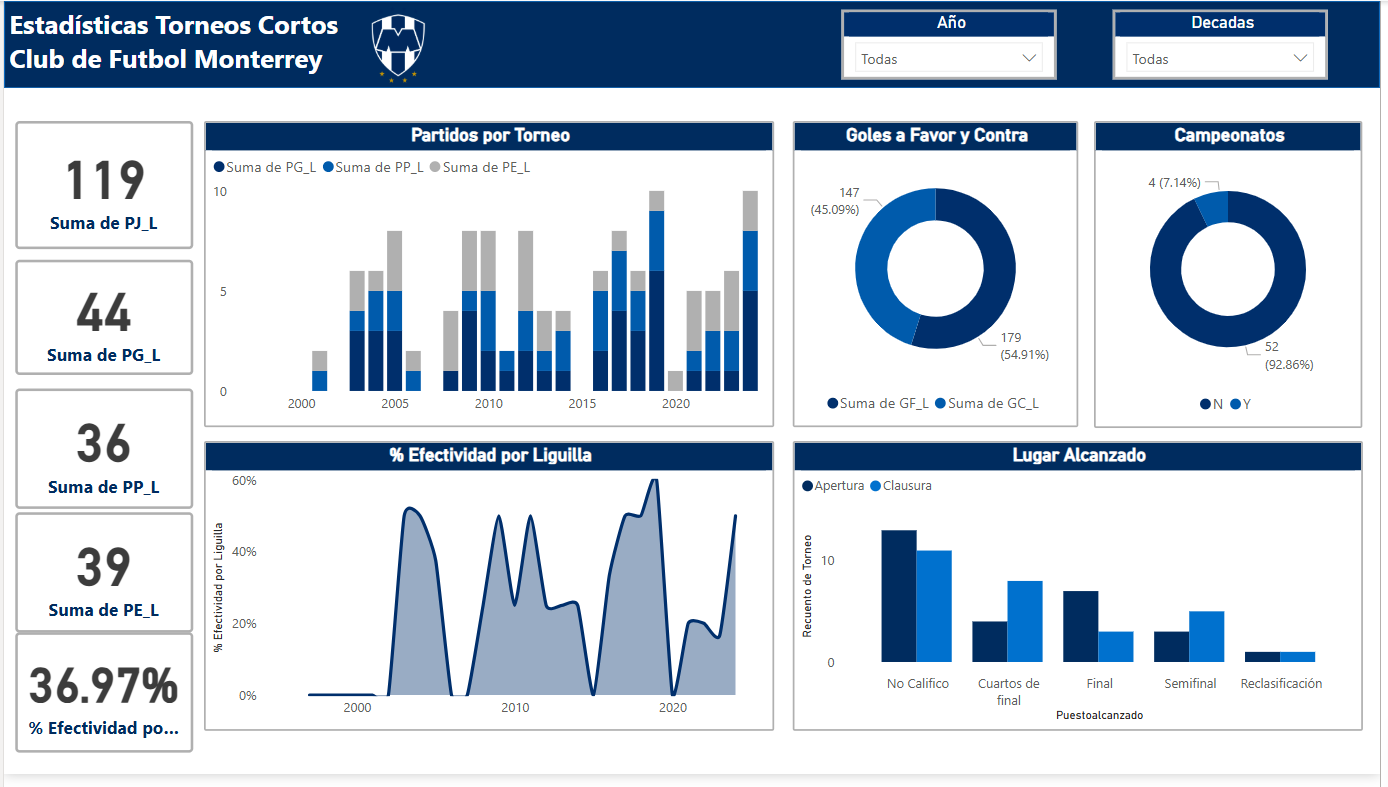 Estadísticas Torneos Cortos
Club de Futbol Monterrey
Año
Todas
Decadas
Todas
119
Suma de PJ_L
44
Suma de PG_L
36
Suma de PP_L
39
Suma de PE_L
36.97%
% Efectividad po...
Partidos por Torneo
Suma de PG_L Suma de PP_L Suma de PE_L
10
5
0
2000 2005 2010 2015 2020
Goles a Favor y Contra
147
(45.09%)
179
(54.91%)
Suma de GF_L Suma de GC_L
Campeonatos
4 (7.14%)
52
(92.86%)
N Y
% Efectividad por Liguilla
% Efectividad por Liguilla
60%
40%
20%
0%
2000 2010 2020
Lugar Alcanzado
Apertura Clausura
Recuento de Torneo
10
0
No Califico
Cuartos de
final
Final
Semifinal
Reclasificación
Puestoalcanzado